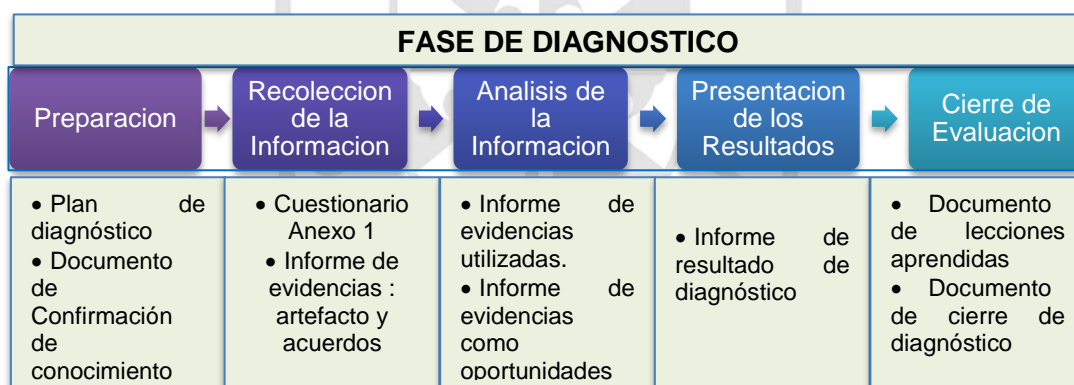 FASE DE DIAGNOSTICO
Preparacion
Recoleccion
de la
Informacion
Analisis de
la
Informacion
Presentacion
de los
Resultados
Cierre de
Evaluacion
• Plan de
diagnóstico
• Documento
de
Confirmación
de
conocimiento
• Cuestionario
Anexo 1
• Informe de
evidencias :
artefacto y
acuerdos
• Informe de
evidencias
utilizadas.
• Informe de
evidencias
como
oportunidades
• Informe de
resultado de
diagnóstico
• Documento
de lecciones
aprendidas
• Documento
de cierre de
diagnóstico